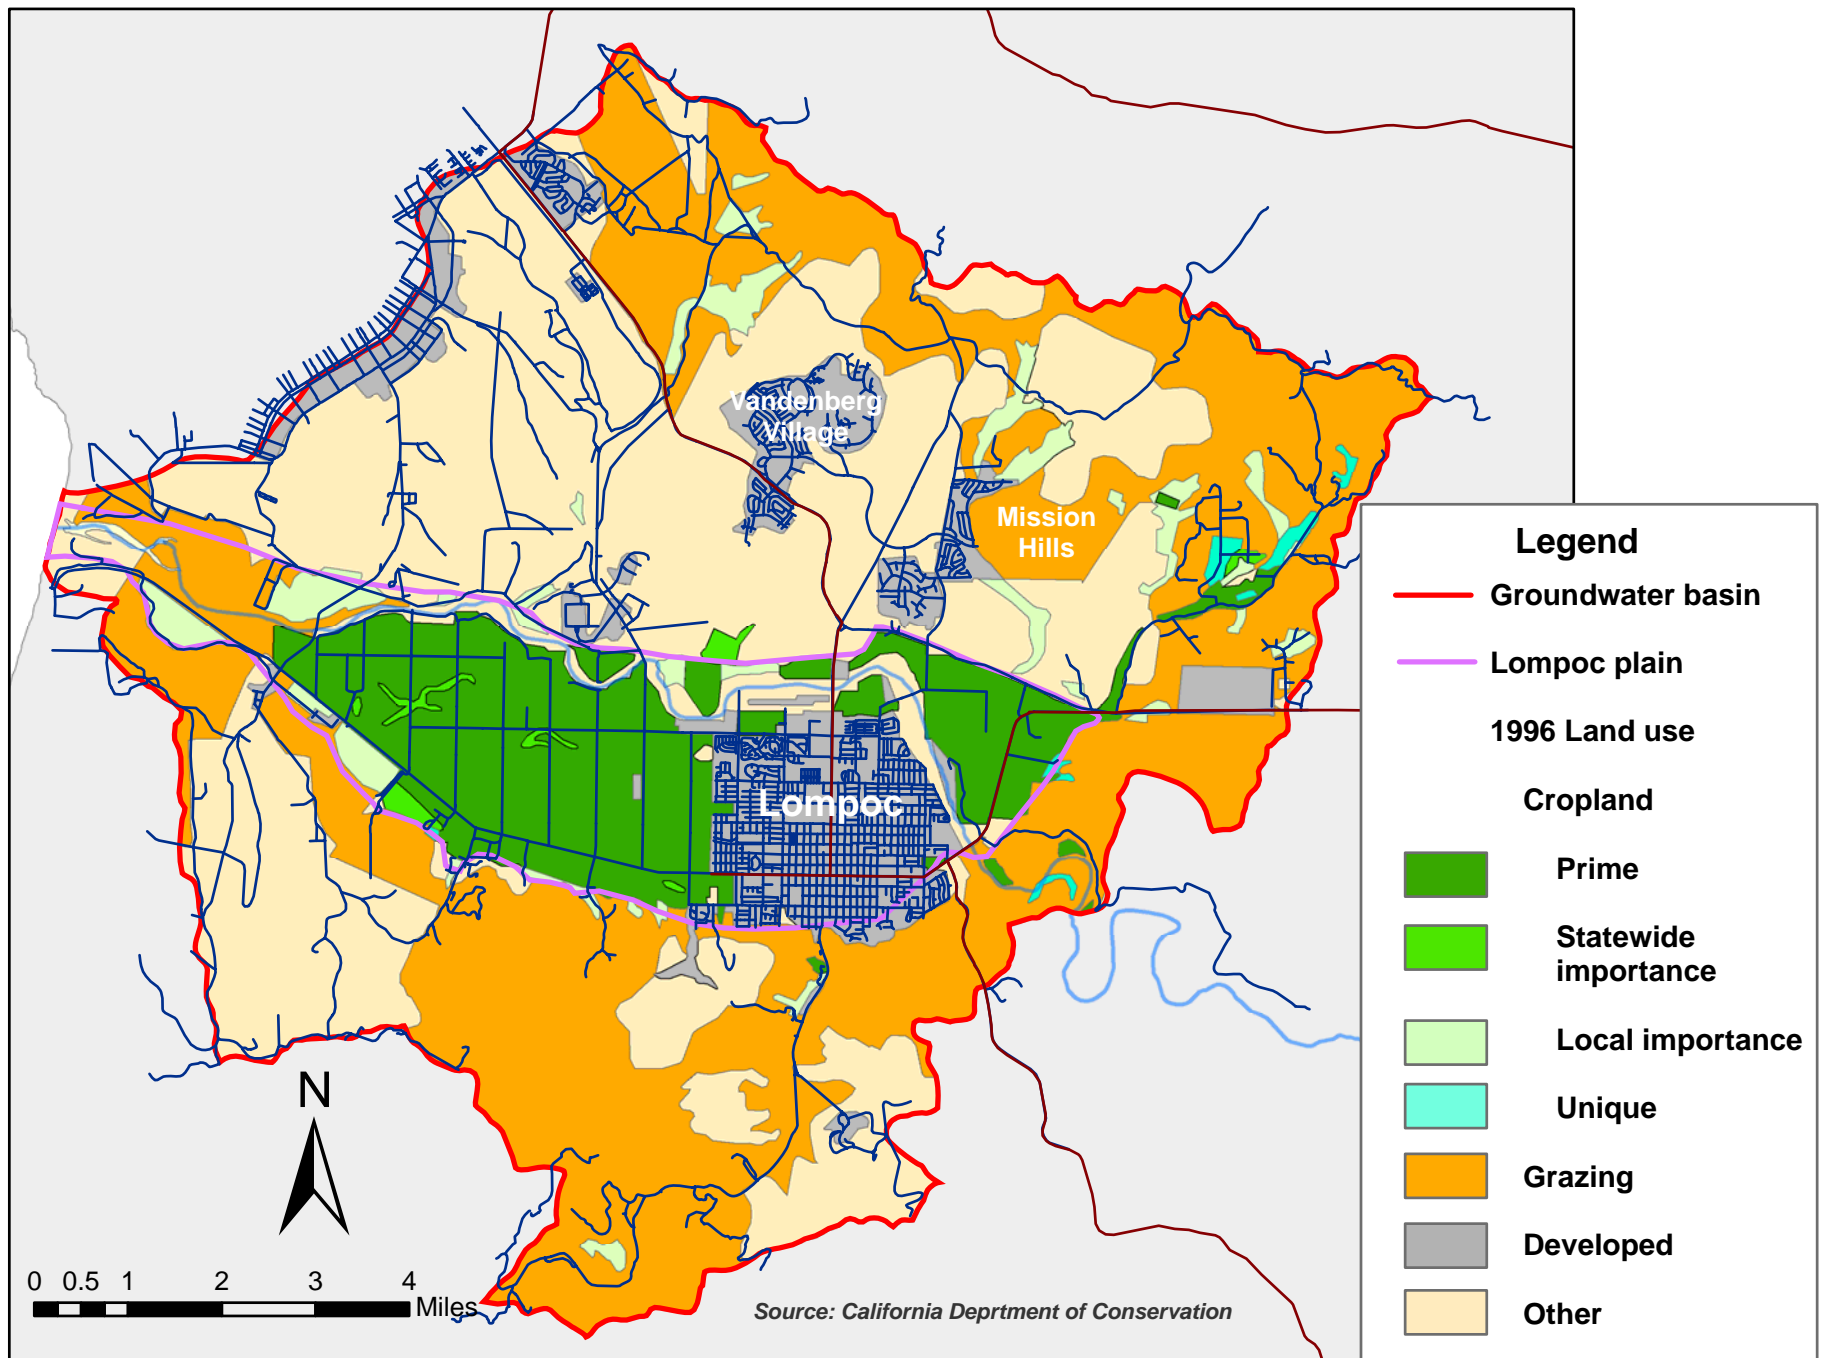 Vandenberg
Village
Mission
Hills
Lompoc
Legend
Groundwater basin
Lompoc plain
1996 Land use
Cropland
Prime
Statewide
importance
Local importance
Unique
Grazing
Developed
Other
N
0 0.5 1 2 3 4
Miles
Source: California Deprtment of Conservation